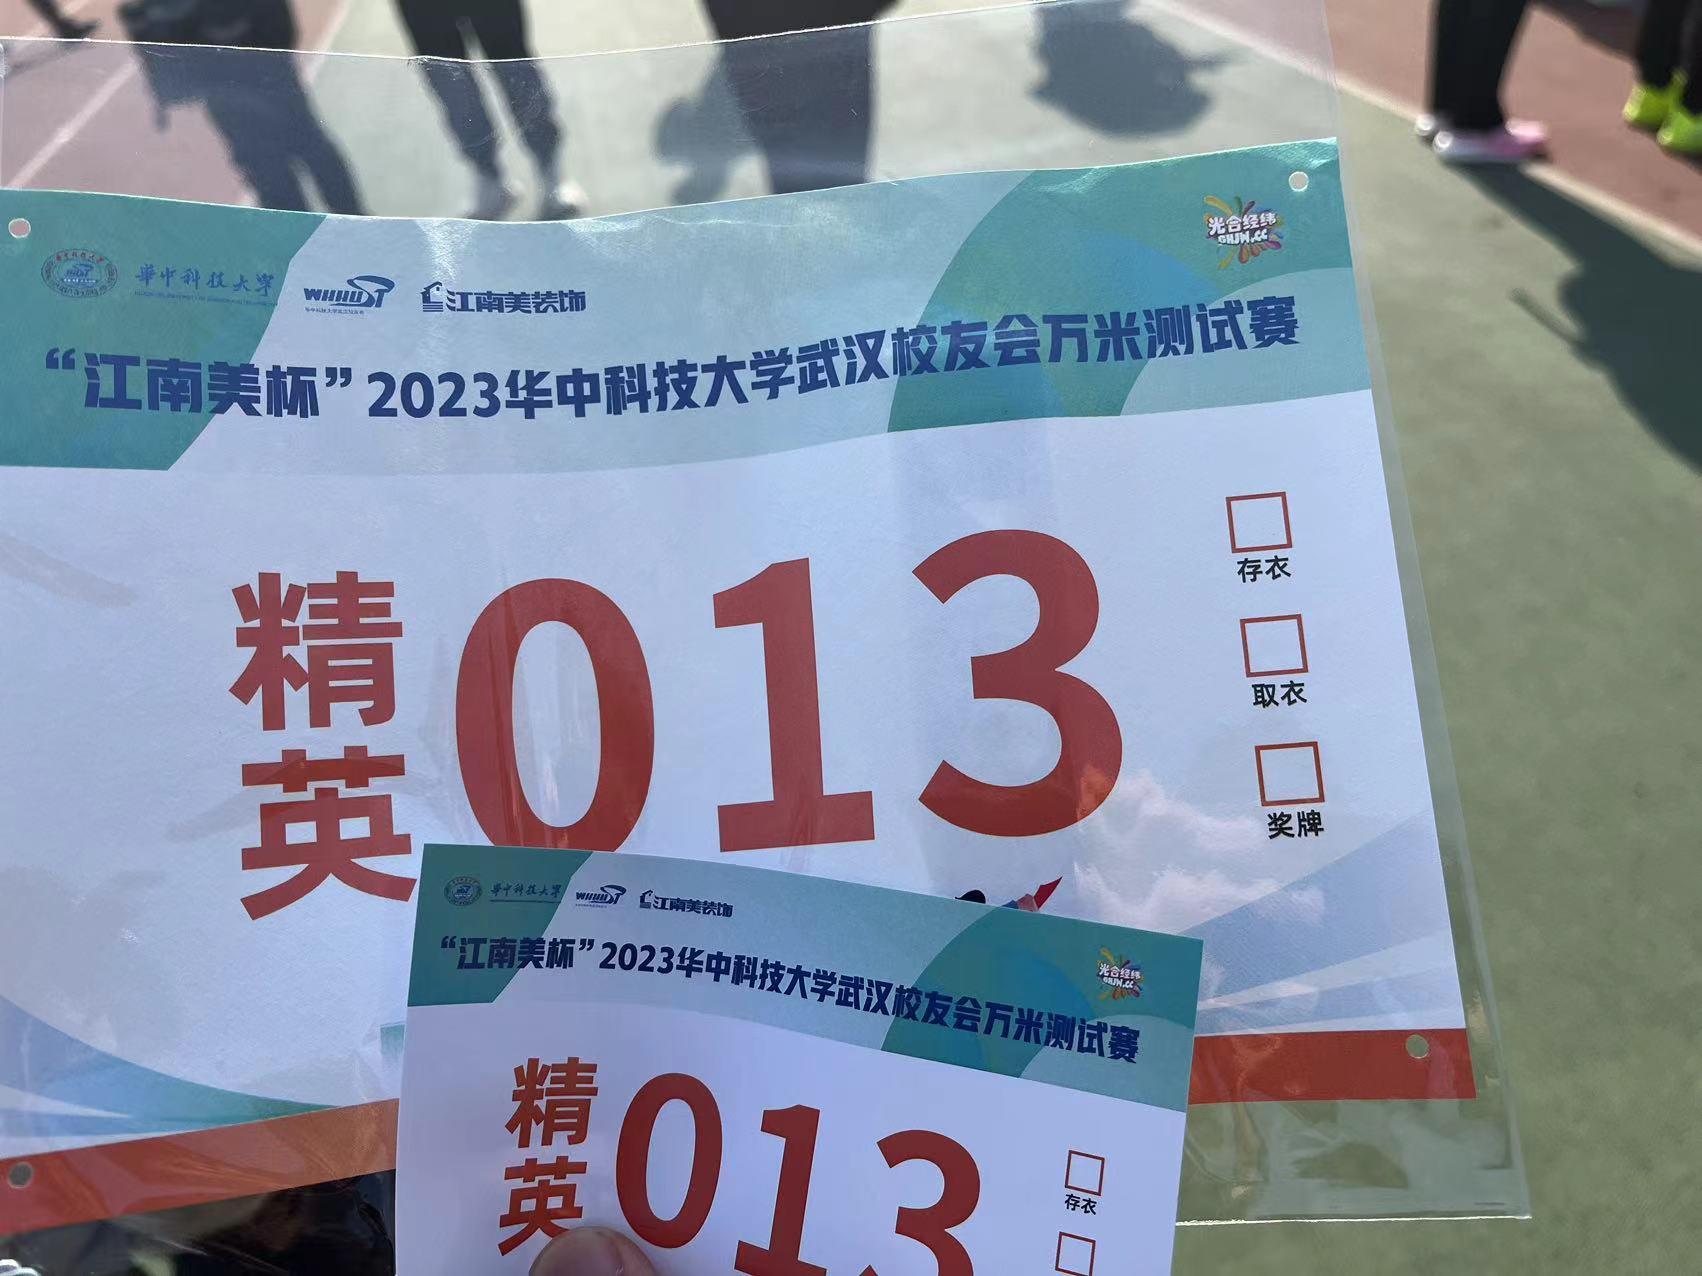 華中科技大学
WHHUST
江南美装饰
光合经纬
GHJW.CC
“江南美杯”2023华中科技大学武汉校友会万米测试赛
精英 013
存衣
取衣
奖牌
華中科技大学
WHHUST
江南美装饰
光合经纬
GHJW.CC
“江南美杯”2023华中科技大学武汉校友会万米测试赛
精英 013
存衣